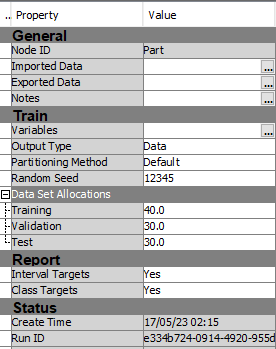 .. Property Value
General
Node ID Part
Imported Data ...
Exported Data ...
Notes ...
Train
Variables ...
Output Type Data
Partitioning Method Default
Random Seed 12345
Data Set Allocations
Training 40.0
Validation 30.0
Test 30.0
Report
Interval Targets Yes
Class Targets Yes
Status
Create Time 17/05/23 02:15
Run ID e334b724-0914-4920-955d